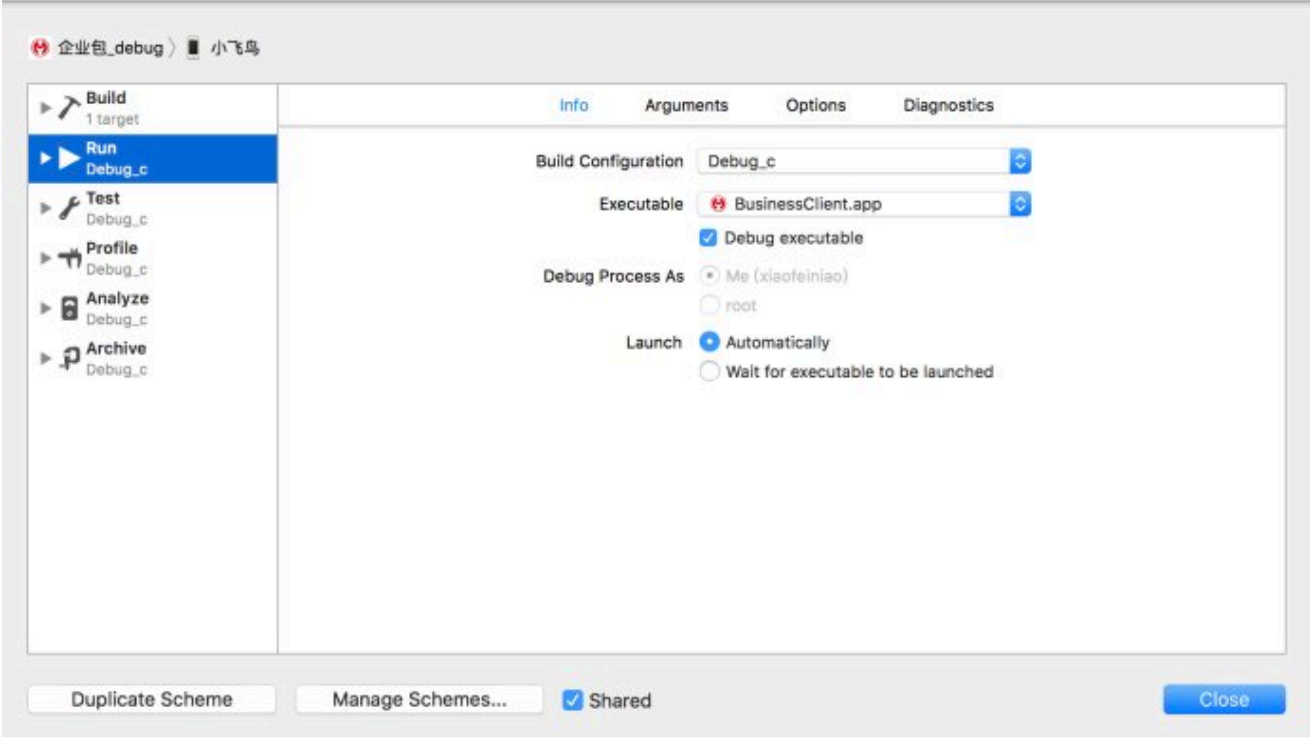 企业包_debug 〉 小飞鸟
Build
1 target
Run
Debug_c
Test
Debug_c
Profile
Debug_c
Analyze
Debug_c
Archive
Debug_c
Info Arguments Options Diagnostics
Build Configuration Debug_c
Executable BusinessClient.app
Debug executable
Debug Process As Me (xiaofeiniao)
root
Launch Automatically
Wait for executable to be launched
Duplicate Scheme Manage Schemes... Shared Close